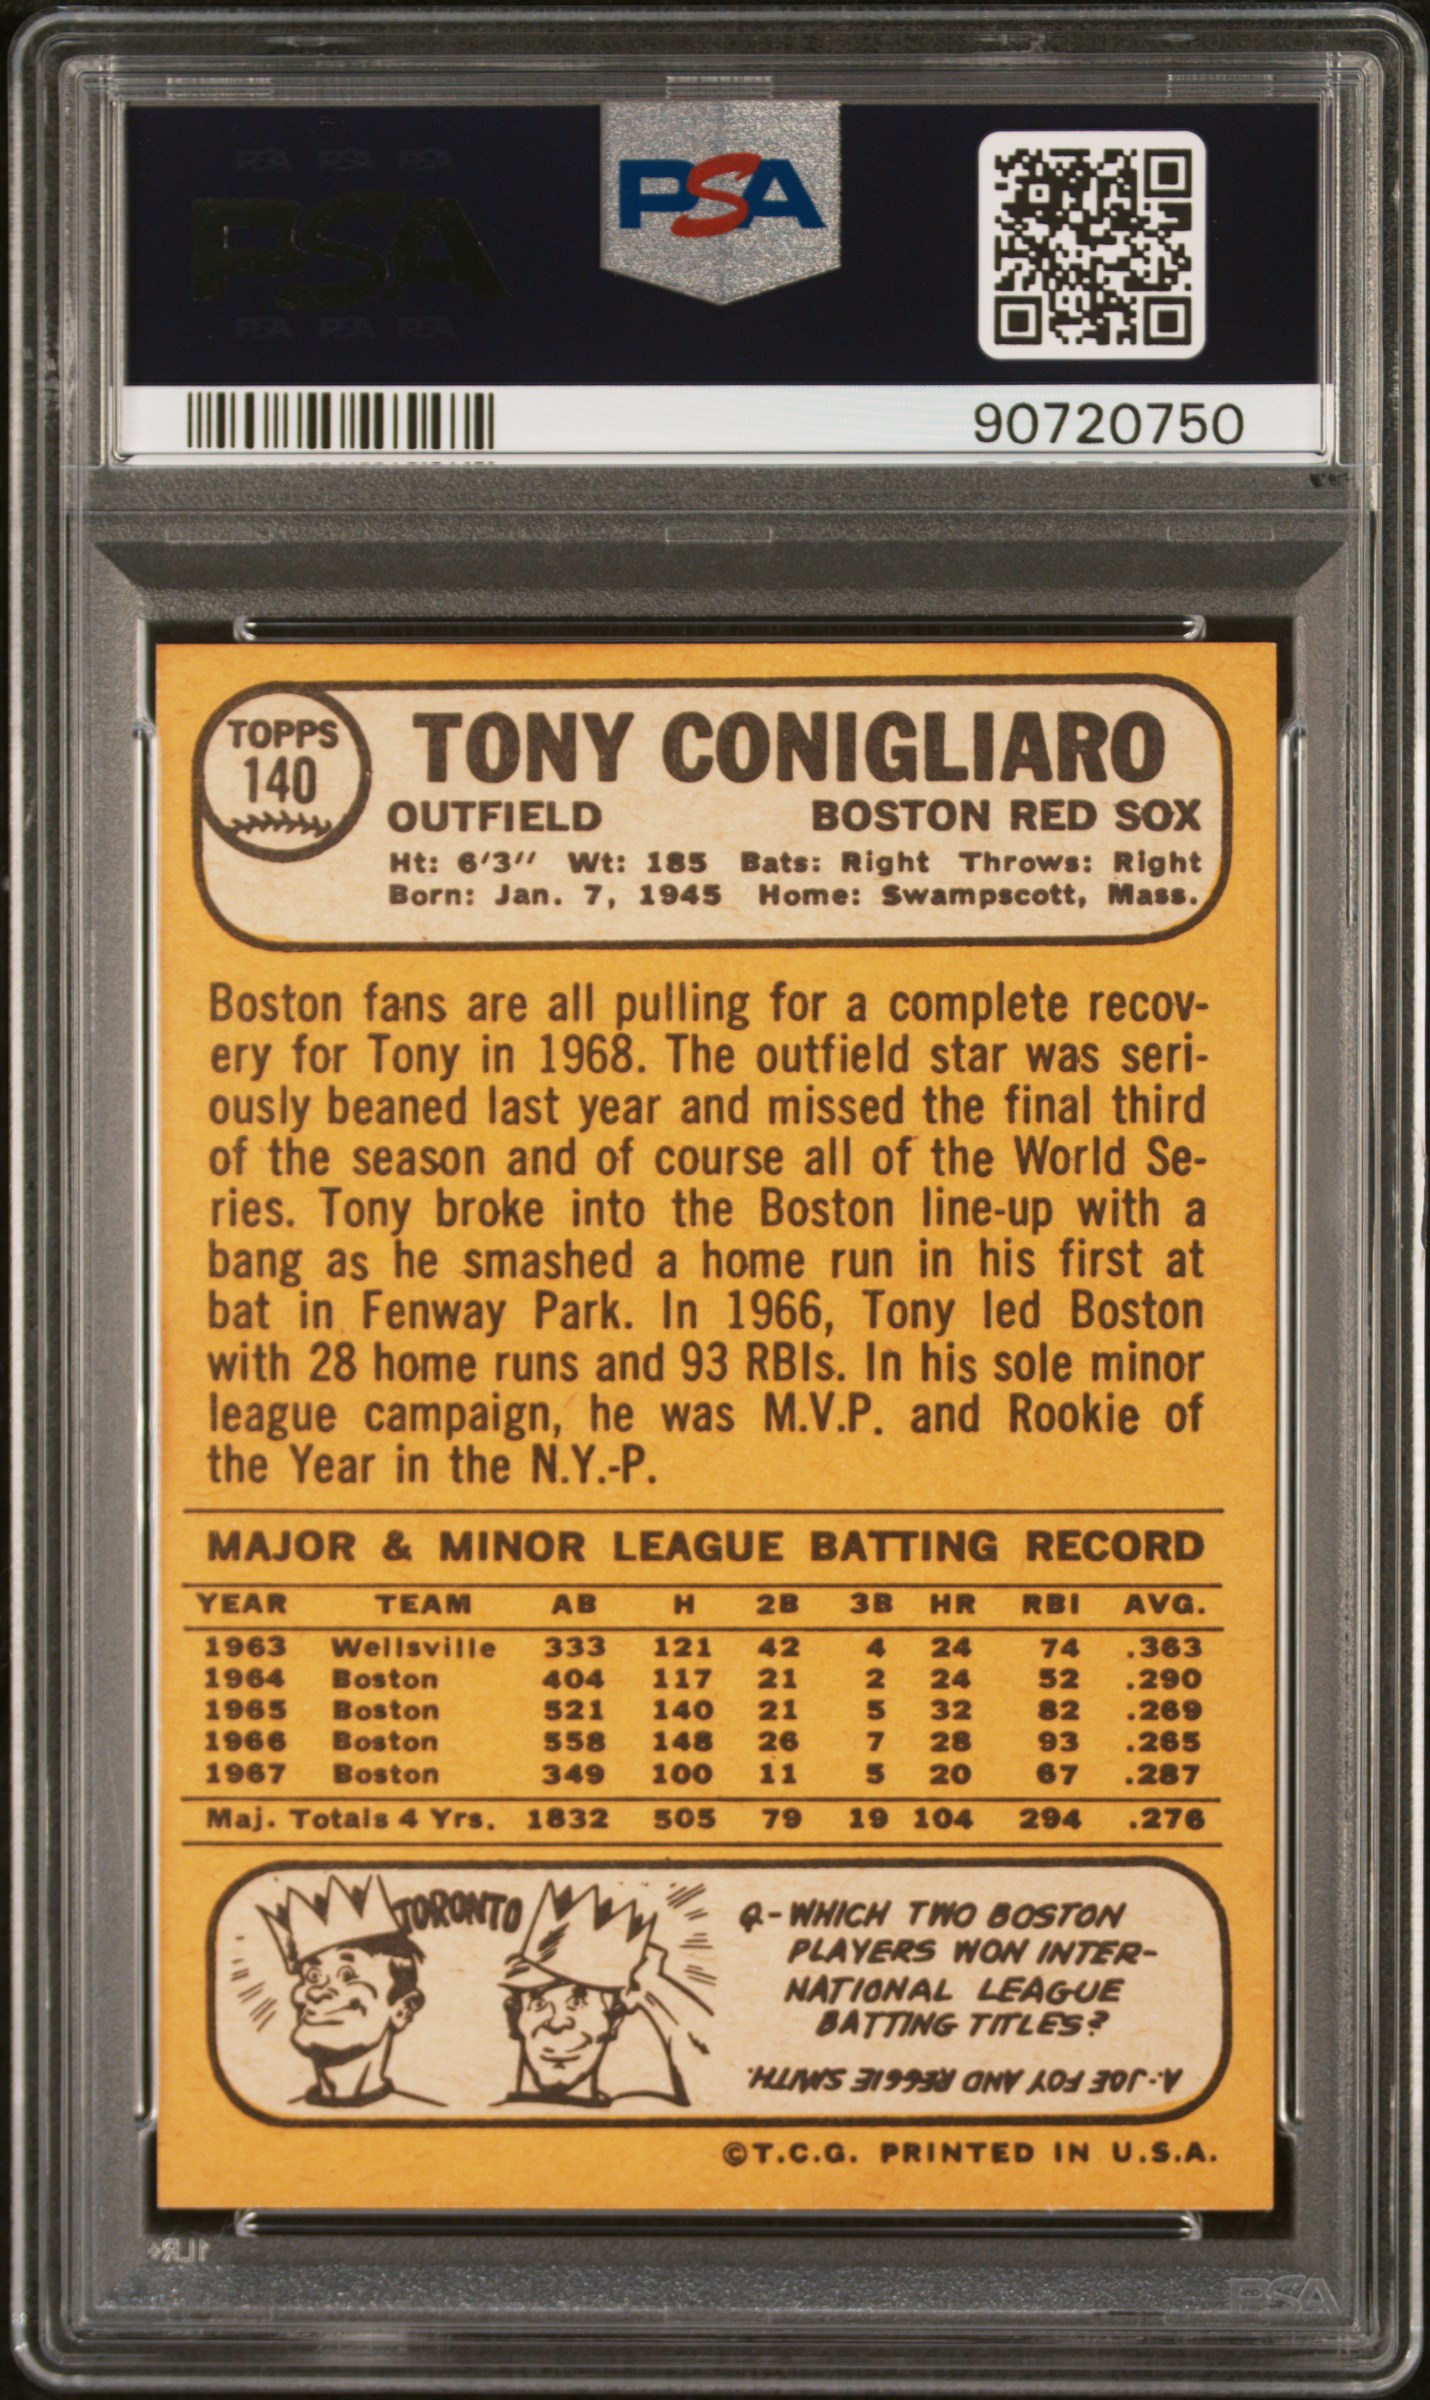 PSA PSA PSA
PSA
PSA PSA PSA
PSA
90720750
TOPPS
140
TONY CONIGLIARO
OUTFIELD BOSTON RED SOX
Ht: 6'3" Wt: 185 Bats: Right Throws: Right
Born: Jan. 7, 1945 Home: Swampscott, Mass.
Boston fans are all pulling for a complete recov-
ery for Tony in 1968. The outfield star was seri-
ously beaned last year and missed the final third
of the season and of course all of the World Se-
ries. Tony broke into the Boston line-up with a
bang as he smashed a home run in his first at
bat in Fenway Park. In 1966, Tony led Boston
with 28 home runs and 93 RBIs. In his sole minor
league campaign, he was M.V.P. and Rookie of
the Year in the N.Y.-P.
MAJOR & MINOR LEAGUE BATTING RECORD
YEAR TEAM AB H 2B 3B HR RBI AVG.
1963 Wellsville 333 121 42 4 24 74 .363
1964 Boston 404 117 21 2 24 52 .290
1965 Boston 521 140 21 5 32 82 .269
1966 Boston 558 148 26 7 28 93 .265
1967 Boston 349 100 11 5 20 67 .287
Maj. Totals 4 Yrs. 1832 505 79 19 104 294 .276
TORONTO
Q-WHICH TWO BOSTON
PLAYERS WON INTER-
NATIONAL LEAGUE
BATTING TITLES?
A.-JOE FOY AND REGGIE SMITH.
©T.C.G. PRINTED IN U.S.A.
1LR+
PSA